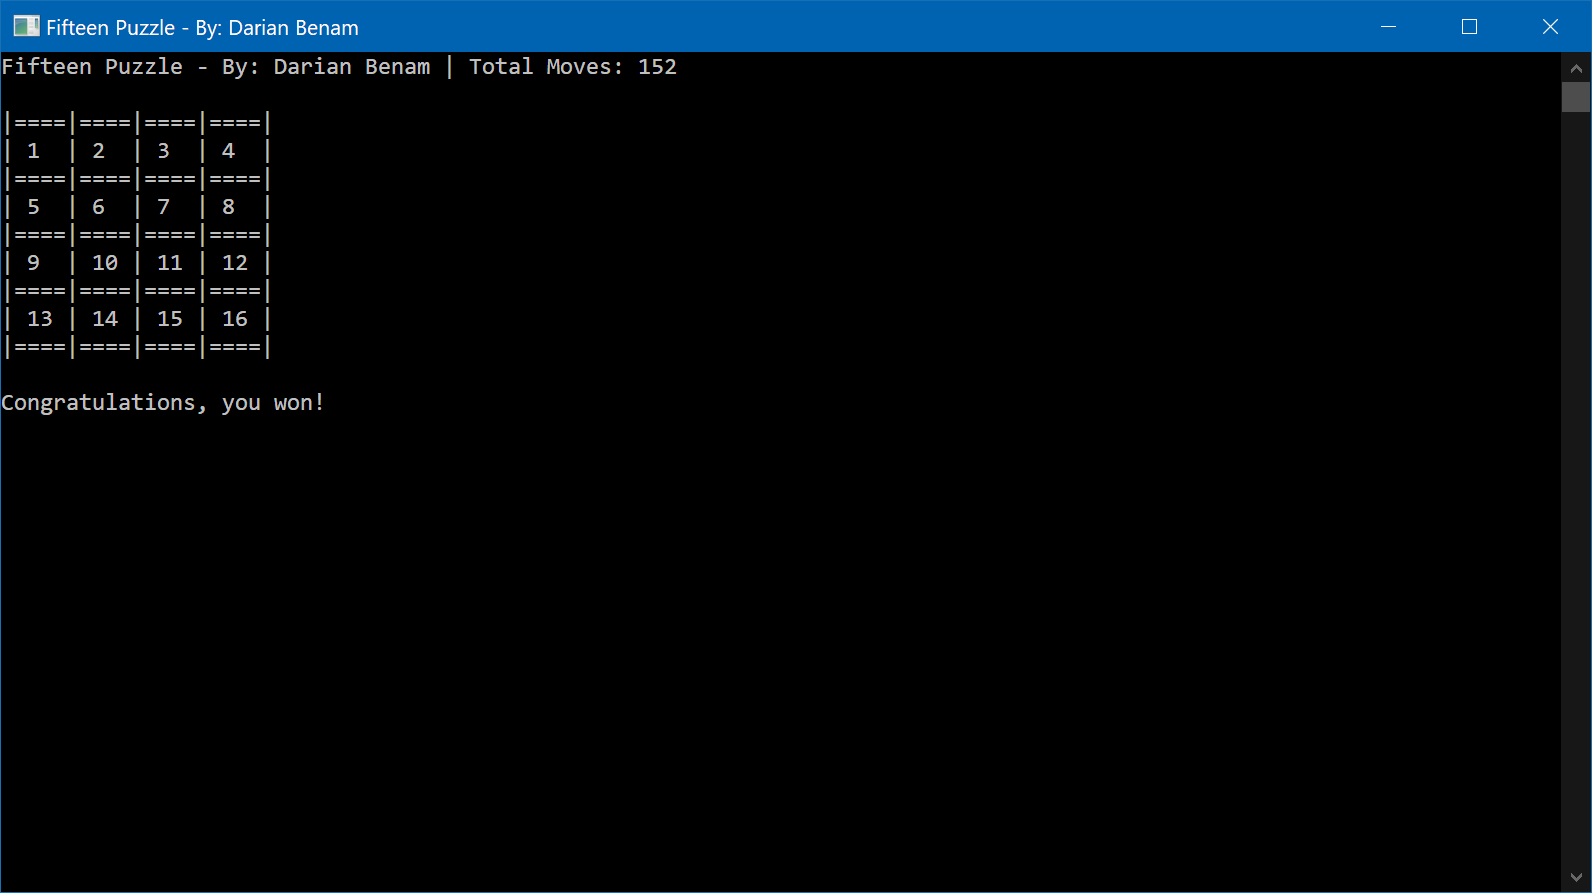 Fifteen Puzzle - By: Darian Benam
Fifteen Puzzle - By: Darian Benam | Total Moves: 152
|====|====|====|====|
| 1  | 2  | 3  | 4  |
|====|====|====|====|
| 5  | 6  | 7  | 8  |
|====|====|====|====|
| 9  | 10 | 11 | 12 |
|====|====|====|====|
| 13 | 14 | 15 | 16 |
|====|====|====|====|
Congratulations, you won!